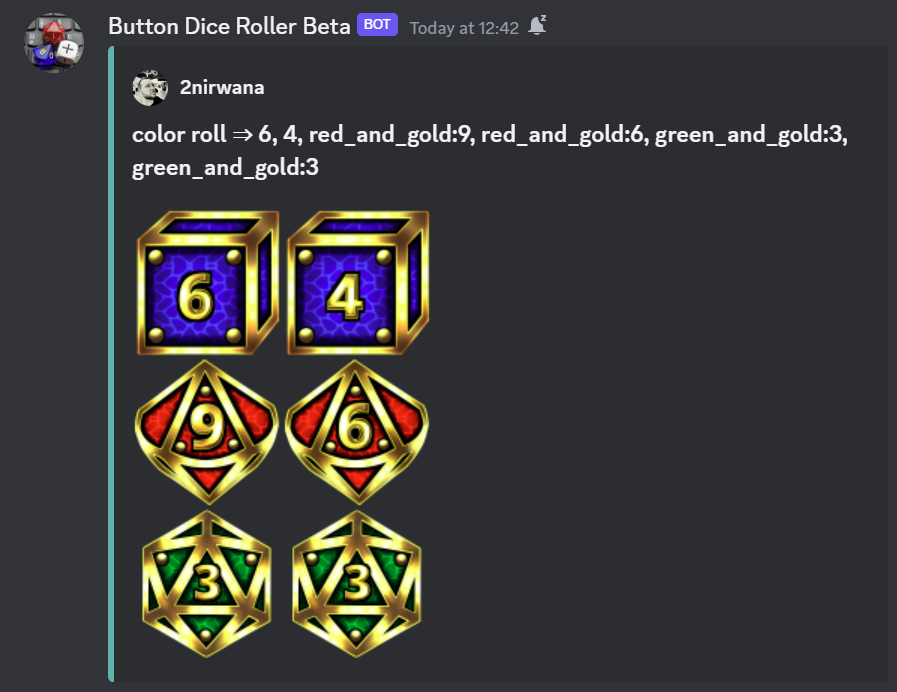 Button Dice Roller Beta BOT Today at 12:42
2nirwana
color roll ⇒ 6, 4, red_and_gold:9, red_and_gold:6, green_and_gold:3,
green_and_gold:3
6 4
9 6
3 3